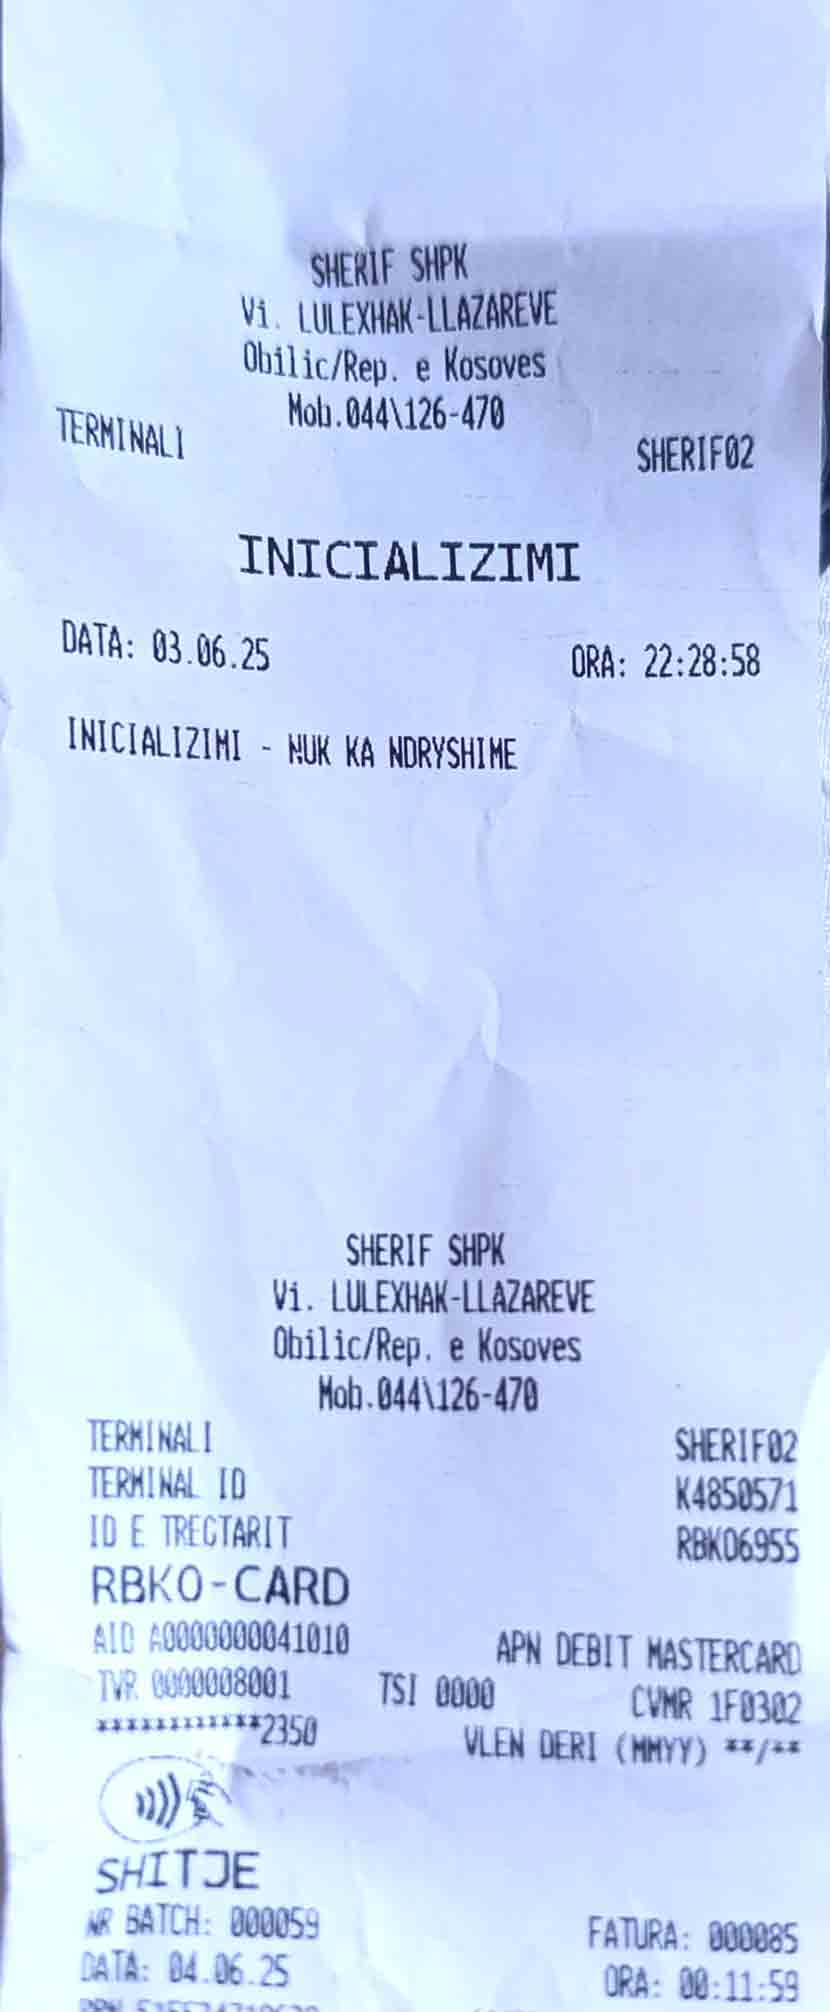 SHERIF SHPK
Vi. LULEXHAK-LLAZAREVE
Obilic/Rep. e Kosoves
Mob.044\126-470
TERMINALI SHERIF02
INICIALIZIMI
DATA: 03.06.25 ORA: 22:28:58
INICIALIZIMI - NUK KA NDRYSHIME
SHERIF SHPK
Vi. LULEXHAK-LLAZAREVE
Obilic/Rep. e Kosoves
Mob.044\126-470
TERMINALI SHERIF02
TERMINAL ID K4850571
ID E TREGTARIT RBKO6955
RBKO-CARD
AID A0000000041010 APN DEBIT MASTERCARD
TVR 0000008001 TSI 0000 CVMR 1F0302
************2350 VLEN DERI (MMYY) **/**
SHITJE
NR BATCH: 000059 FATURA: 000085
DATA: 04.06.25 ORA: 00:11:59